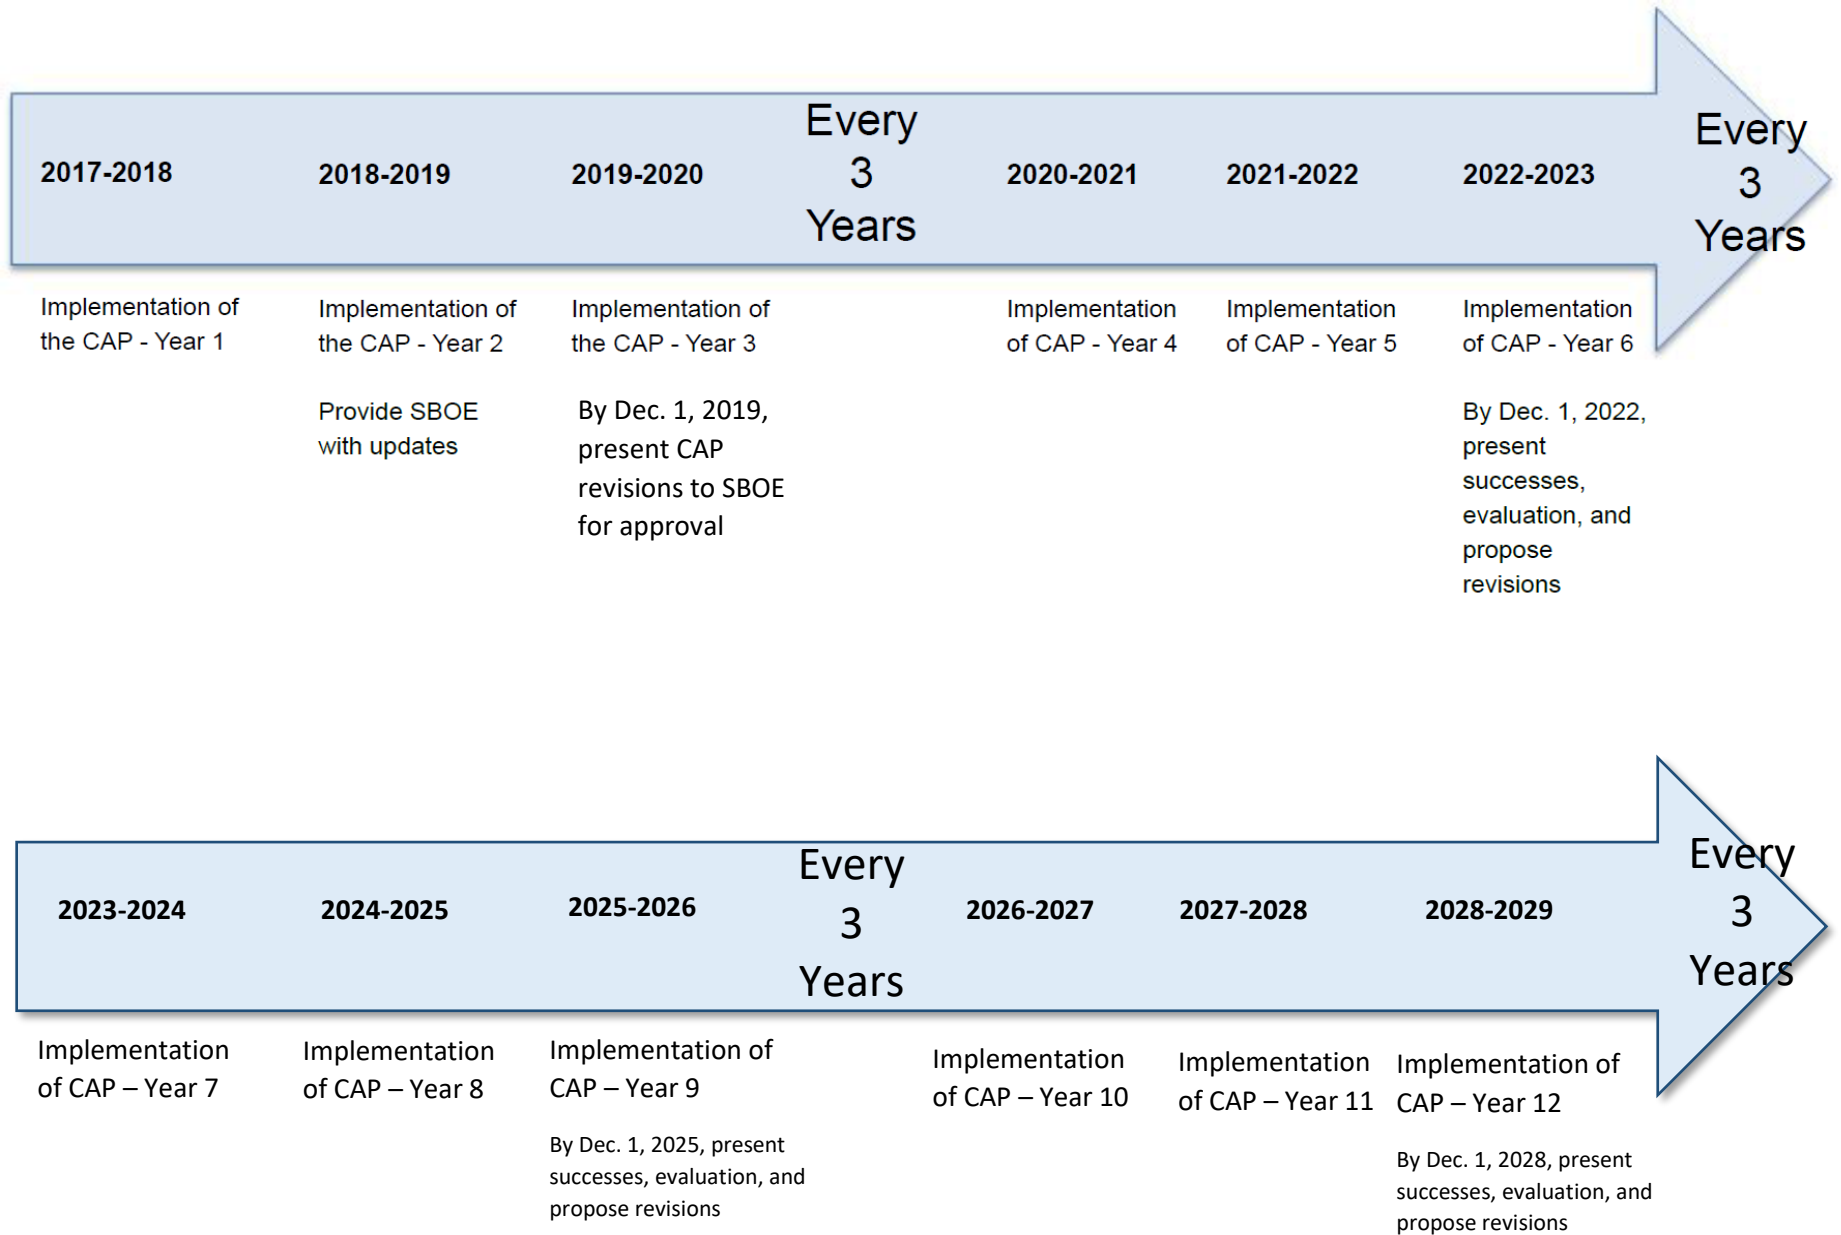 2017-2018
2018-2019
2019-2020
Every
3
Years
2020-2021
2021-2022
2022-2023
Every
3
Years
Implementation of
the CAP - Year 1
Implementation of
the CAP - Year 2
Provide SBOE
with updates
Implementation of
the CAP - Year 3
By Dec. 1, 2019,
present CAP
revisions to SBOE
for approval
Implementation
of CAP - Year 4
Implementation
of CAP - Year 5
Implementation
of CAP - Year 6
By Dec. 1, 2022,
present
successes,
evaluation, and
propose
revisions
2023-2024
2024-2025
2025-2026
Every
3
Years
2026-2027
2027-2028
2028-2029
Every
3
Years
Implementation
of CAP – Year 7
Implementation
of CAP – Year 8
Implementation of
CAP – Year 9
By Dec. 1, 2025, present
successes, evaluation, and
propose revisions
Implementation
of CAP – Year 10
Implementation
of CAP – Year 11
Implementation of
CAP – Year 12
By Dec. 1, 2028, present
successes, evaluation, and
propose revisions